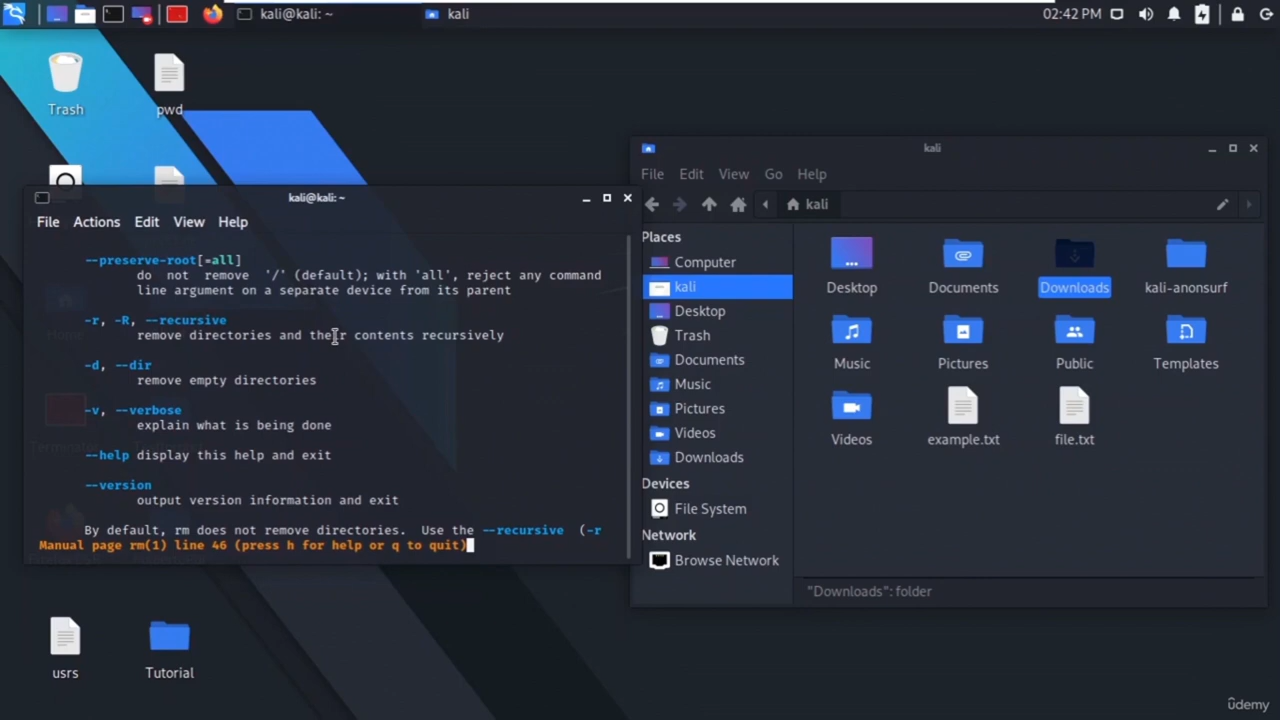 kali@kali: ~
kali
02:42 PM
Trash
pwd
kali@kali:~
File Actions Edit View Help
--preserve-root[=all]
do not remove '/' (default); with 'all', reject any command
line argument on a separate device from its parent
-r, -R, --recursive
remove directories and their contents recursively
-d, --dir
remove empty directories
-v, --verbose
explain what is being done
--help display this help and exit
--version
output version information and exit
By default, rm does not remove directories. Use the --recursive (-r
Manual page rm(1) line 46 (press h for help or q to quit)
usrs
Tutorial
kali
File Edit View Go Help
kali
Places
Computer
kali
Desktop
Trash
Documents
Music
Pictures
Videos
Downloads
Devices
File System
Network
Browse Network
Desktop
Documents
Downloads
kali-anonsurf
Music
Pictures
Public
Templates
Videos
example.txt
file.txt
"Downloads": folder
ûdemy